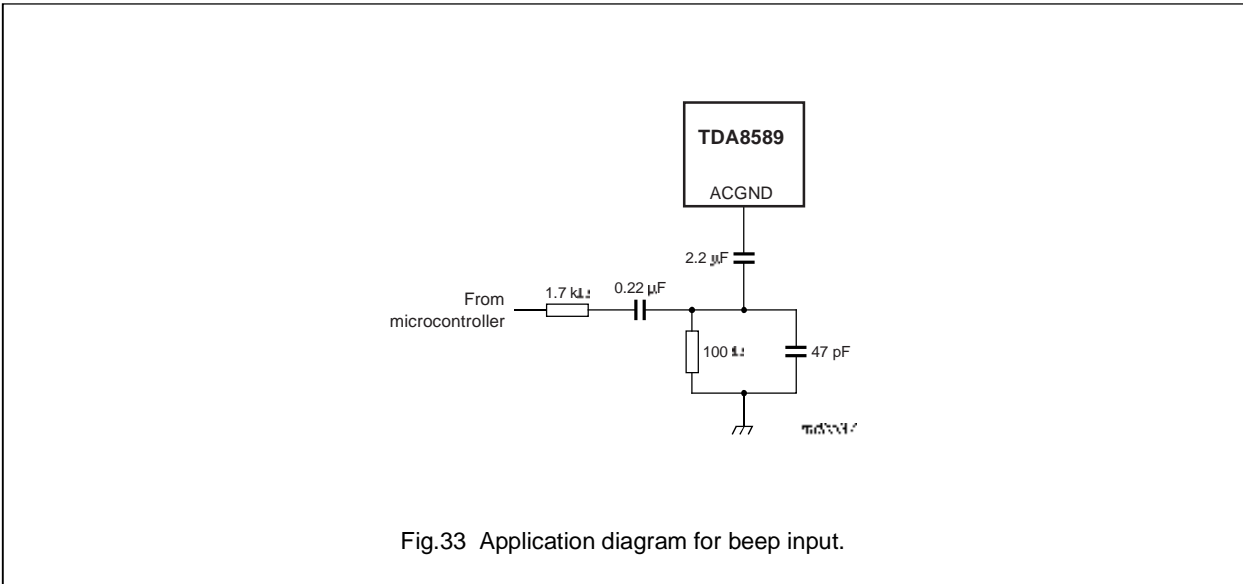 TDA8589
ACGND
2.2 µF
1.7 k
0.22 µF
From
microcontroller
100
47 pF
Fig.33 Application diagram for beep input.